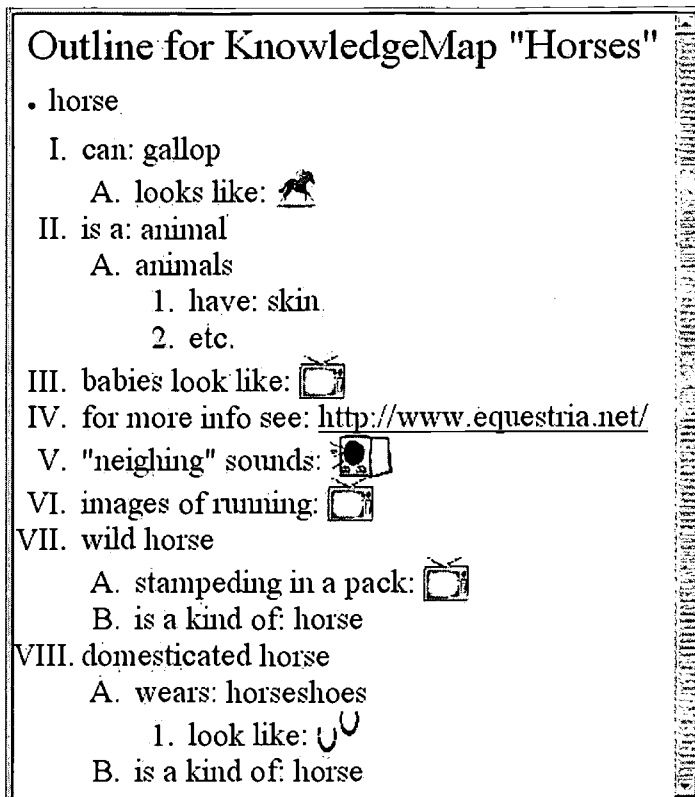 Outline for KnowledgeMap "Horses"
• horse
I. can: gallop
A. looks like:
II. is a: animal
A. animals
1. have: skin
2. etc.
III. babies look like:
IV. for more info see: http://www.equestria.net/
V. "neighing" sounds:
VI. images of running:
VII. wild horse
A. stampeding in a pack:
B. is a kind of: horse
VIII. domesticated horse
A. wears: horseshoes
1. look like:
B. is a kind of: horse